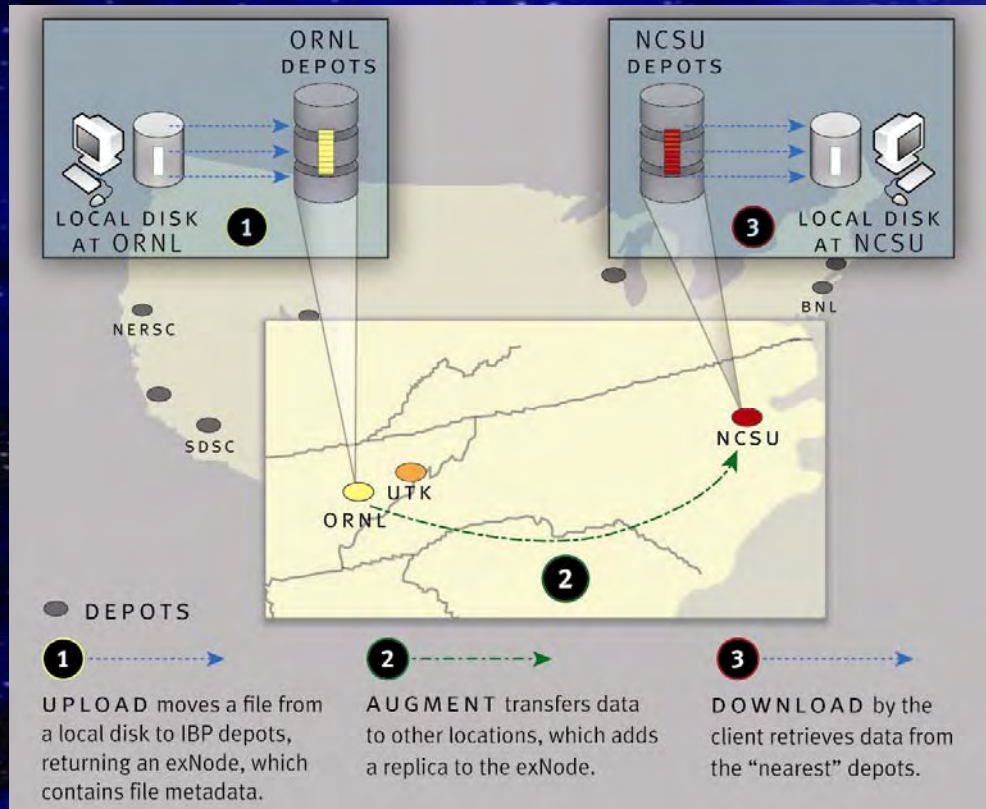 ORNL
DEPOTS
NCSU
DEPOTS
LOCAL DISK
AT ORNL
1
3
LOCAL DISK
AT NCSU
NERSC
BNL
SDSC
NCSU
UTK
ORNL
2
DEPOTS
1
UPLOAD moves a file from
a local disk to IBP depots,
returning an exNode, which
contains file metadata.
2
AUGMENT transfers data
to other locations, which adds
a replica to the exNode.
3
DOWNLOAD by the
client retrieves data from
the “nearest” depots.